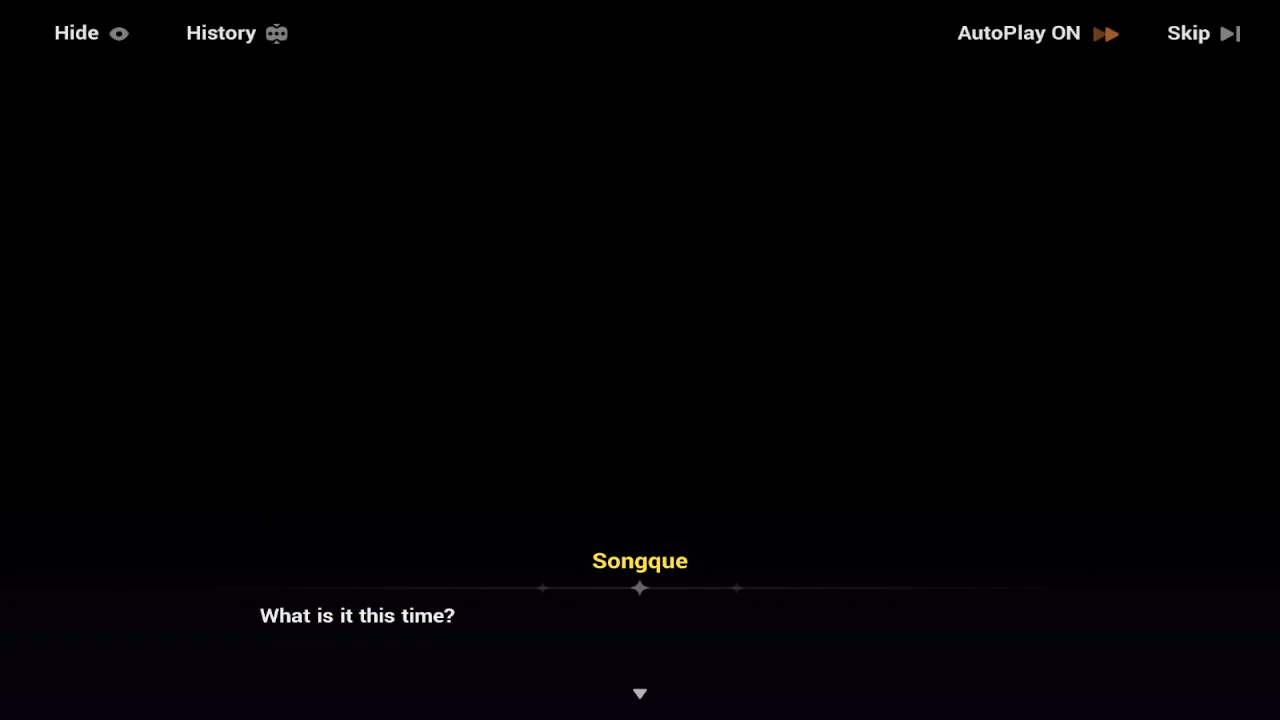 Hide
History
AutoPlay ON
Skip
Songque
What is it this time?